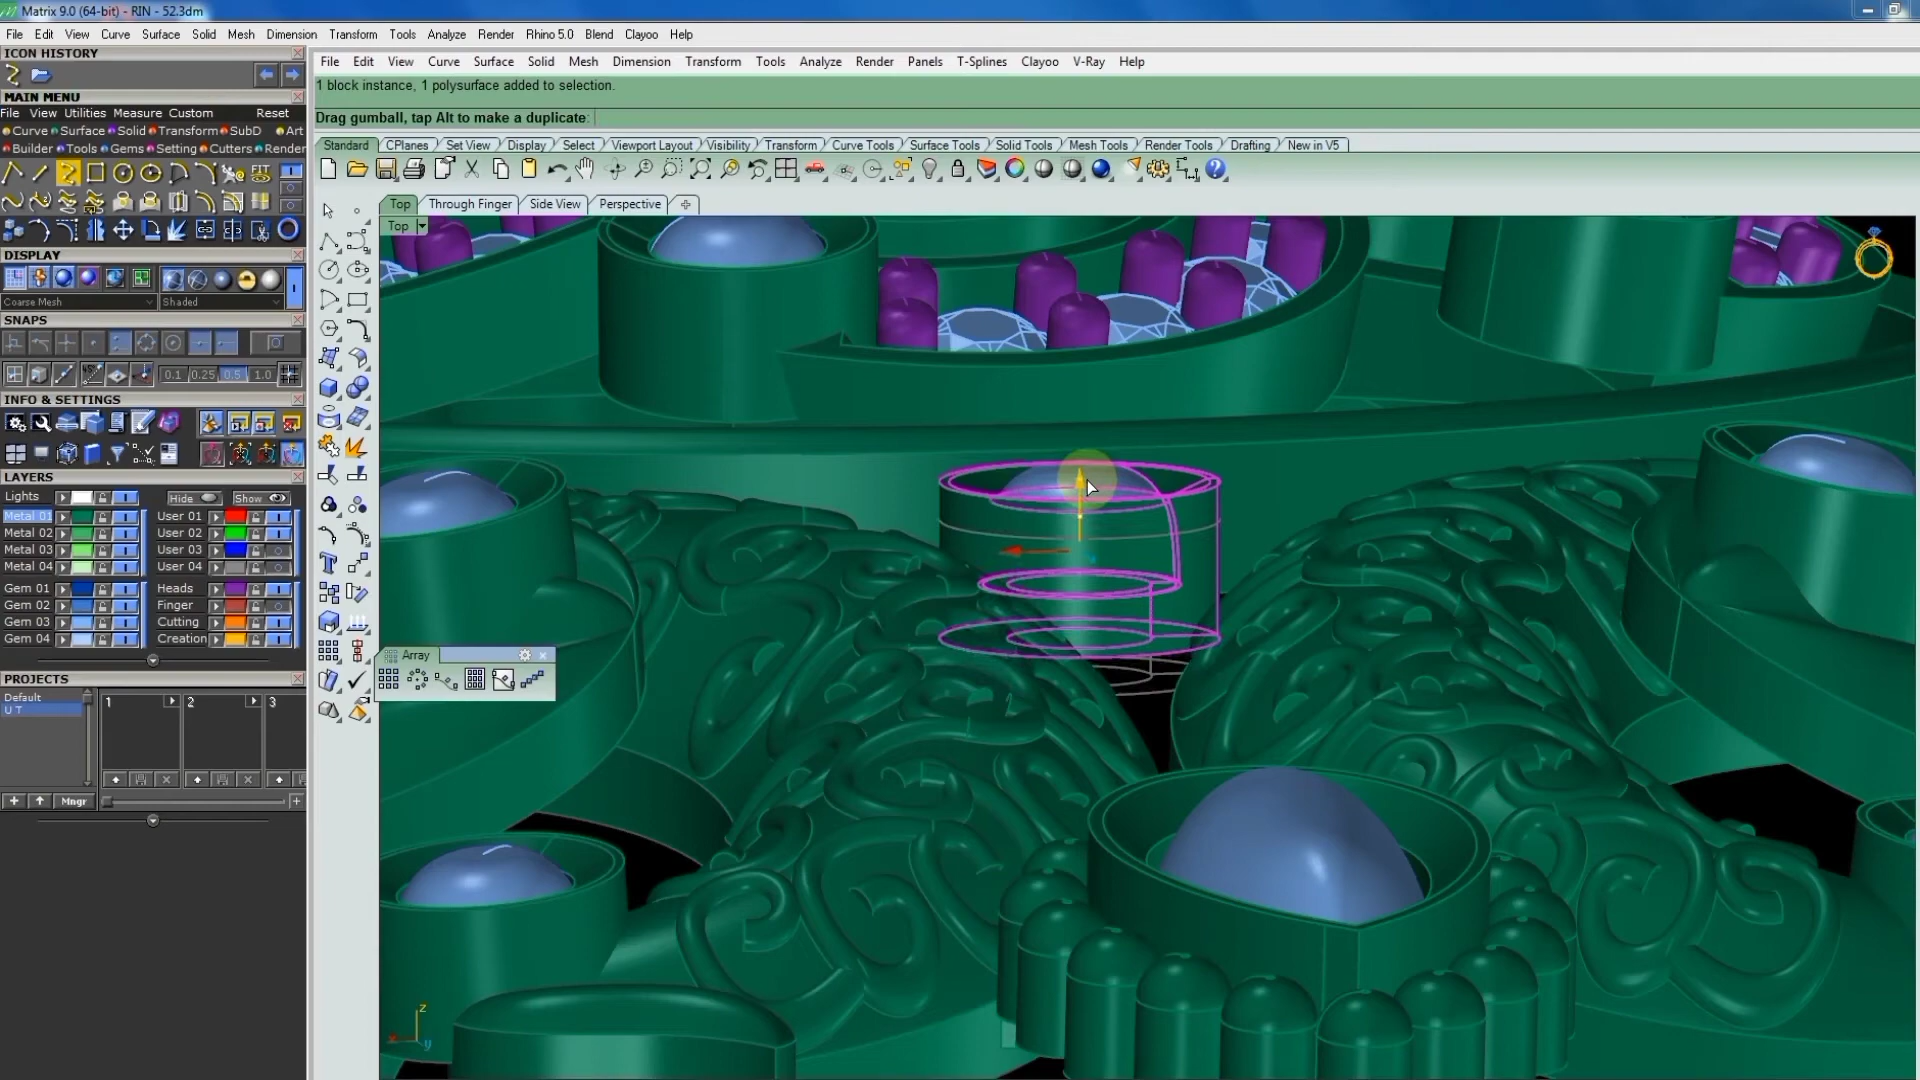 Matrix 9.0 (64-bit) - RIN - 52.3dm
File Edit View Curve Surface Solid Mesh Dimension Transform Tools Analyze Render Rhino 5.0 Blend Clayoo Help
ICON HISTORY
MAIN MENU
File View Utilities Measure Custom Reset
Curve Surface Solid Transform SubD Art
Builder Tools Gems Setting Cutters Render
FIT
DISPLAY
Coarse Mesh Shaded
SNAPS
0.1 0.25 0.5 1.0
INFO & SETTINGS
LAYERS
Lights Hide Show
Metal 01 User 01
Metal 02 User 02
Metal 03 User 03
Metal 04 User 04
Gem 01 Heads
Gem 02 Finger
Gem 03 Cutting
Gem 04 Creation
PROJECTS
Default
U T
1 2 3
Mngr
File Edit View Curve Surface Solid Mesh Dimension Transform Tools Analyze Render Panels T-Splines Clayoo V-Ray Help
1 block instance, 1 polysurface added to selection.
Drag gumball, tap Alt to make a duplicate:
Standard CPlanes Set View Display Select Viewport Layout Visibility Transform Curve Tools Surface Tools Solid Tools Mesh Tools Render Tools Drafting New in V5
Top Through Finger Side View Perspective
Top
Array
z
x
y